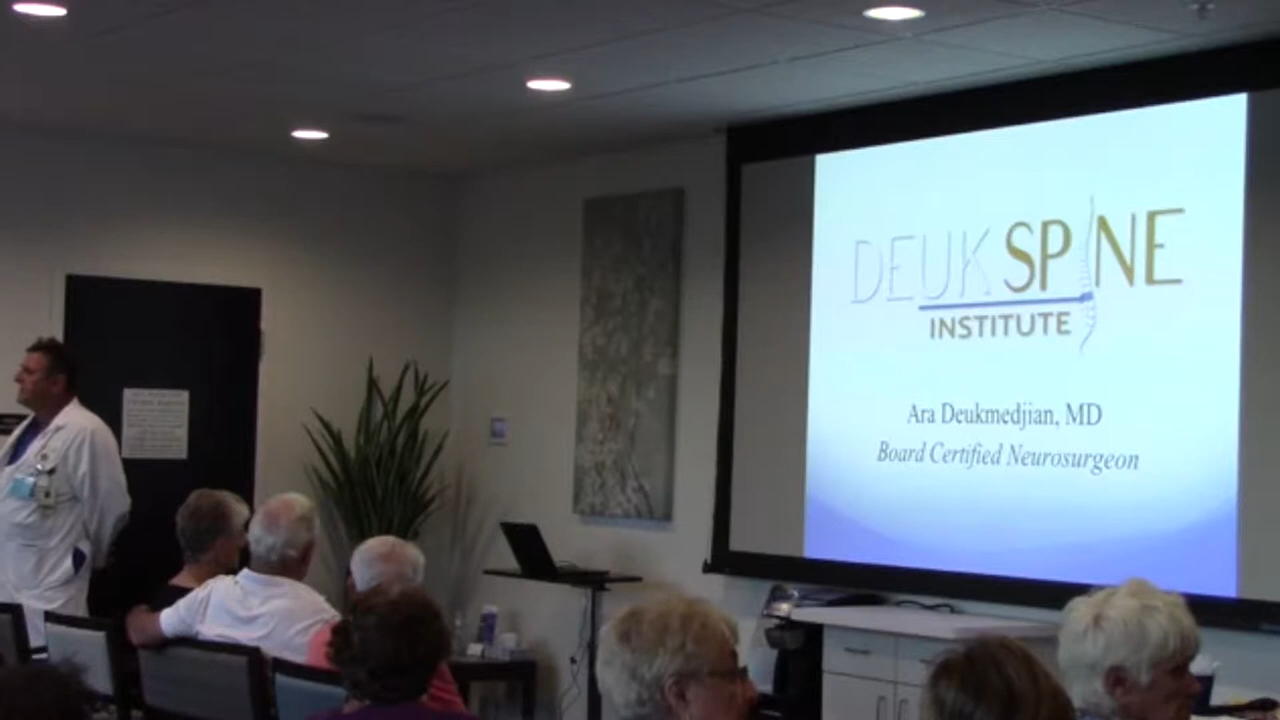 DEUK SPINE
INSTITUTE
Ara Deukmedjian, MD
Board Certified Neurosurgeon